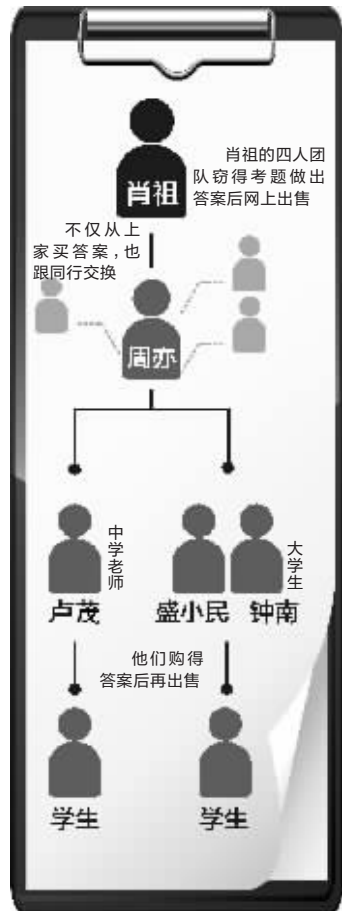 肖祖
肖祖的四人团
队窃得考题做出
答案后网上出售
不仅从上
家买答案,也
跟同行交换
周亦
中学老师
大学生
卢茂
盛小民 钟南
他们购得
答案后再出售
学生
学生